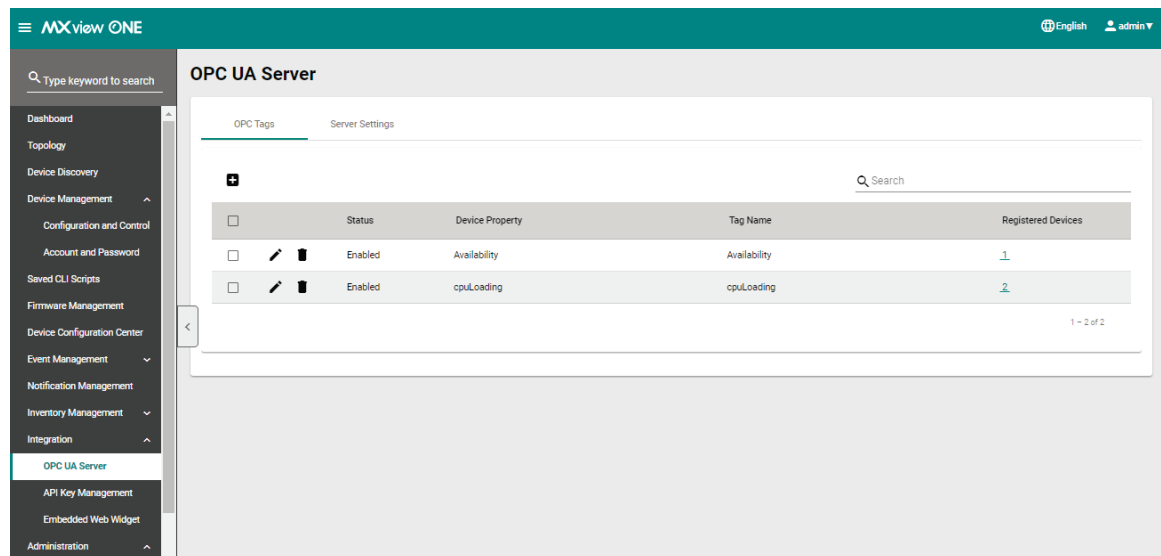 MXview ONE
English admin
Type keyword to search
Dashboard
Topology
Device Discovery
Device Management
Configuration and Control
Account and Password
Saved CLI Scripts
Firmware Management
Device Configuration Center
Event Management
Notification Management
Inventory Management
Integration
OPC UA Server
API Key Management
Embedded Web Widget
Administration
OPC UA Server
OPC Tags Server Settings
Search
Status Device Property Tag Name Registered Devices
Enabled Availability Availability 1
Enabled cpuLoading cpuLoading 2
1 – 2 of 2